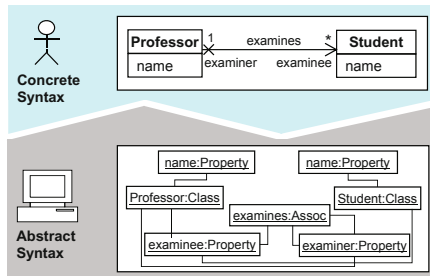 Professor
name
1
examines
*
examiner
examinee
Student
name
Concrete
Syntax
name:Property
name:Property
Professor:Class
Student:Class
examines:Assoc
examinee:Property
examiner:Property
Abstract
Syntax